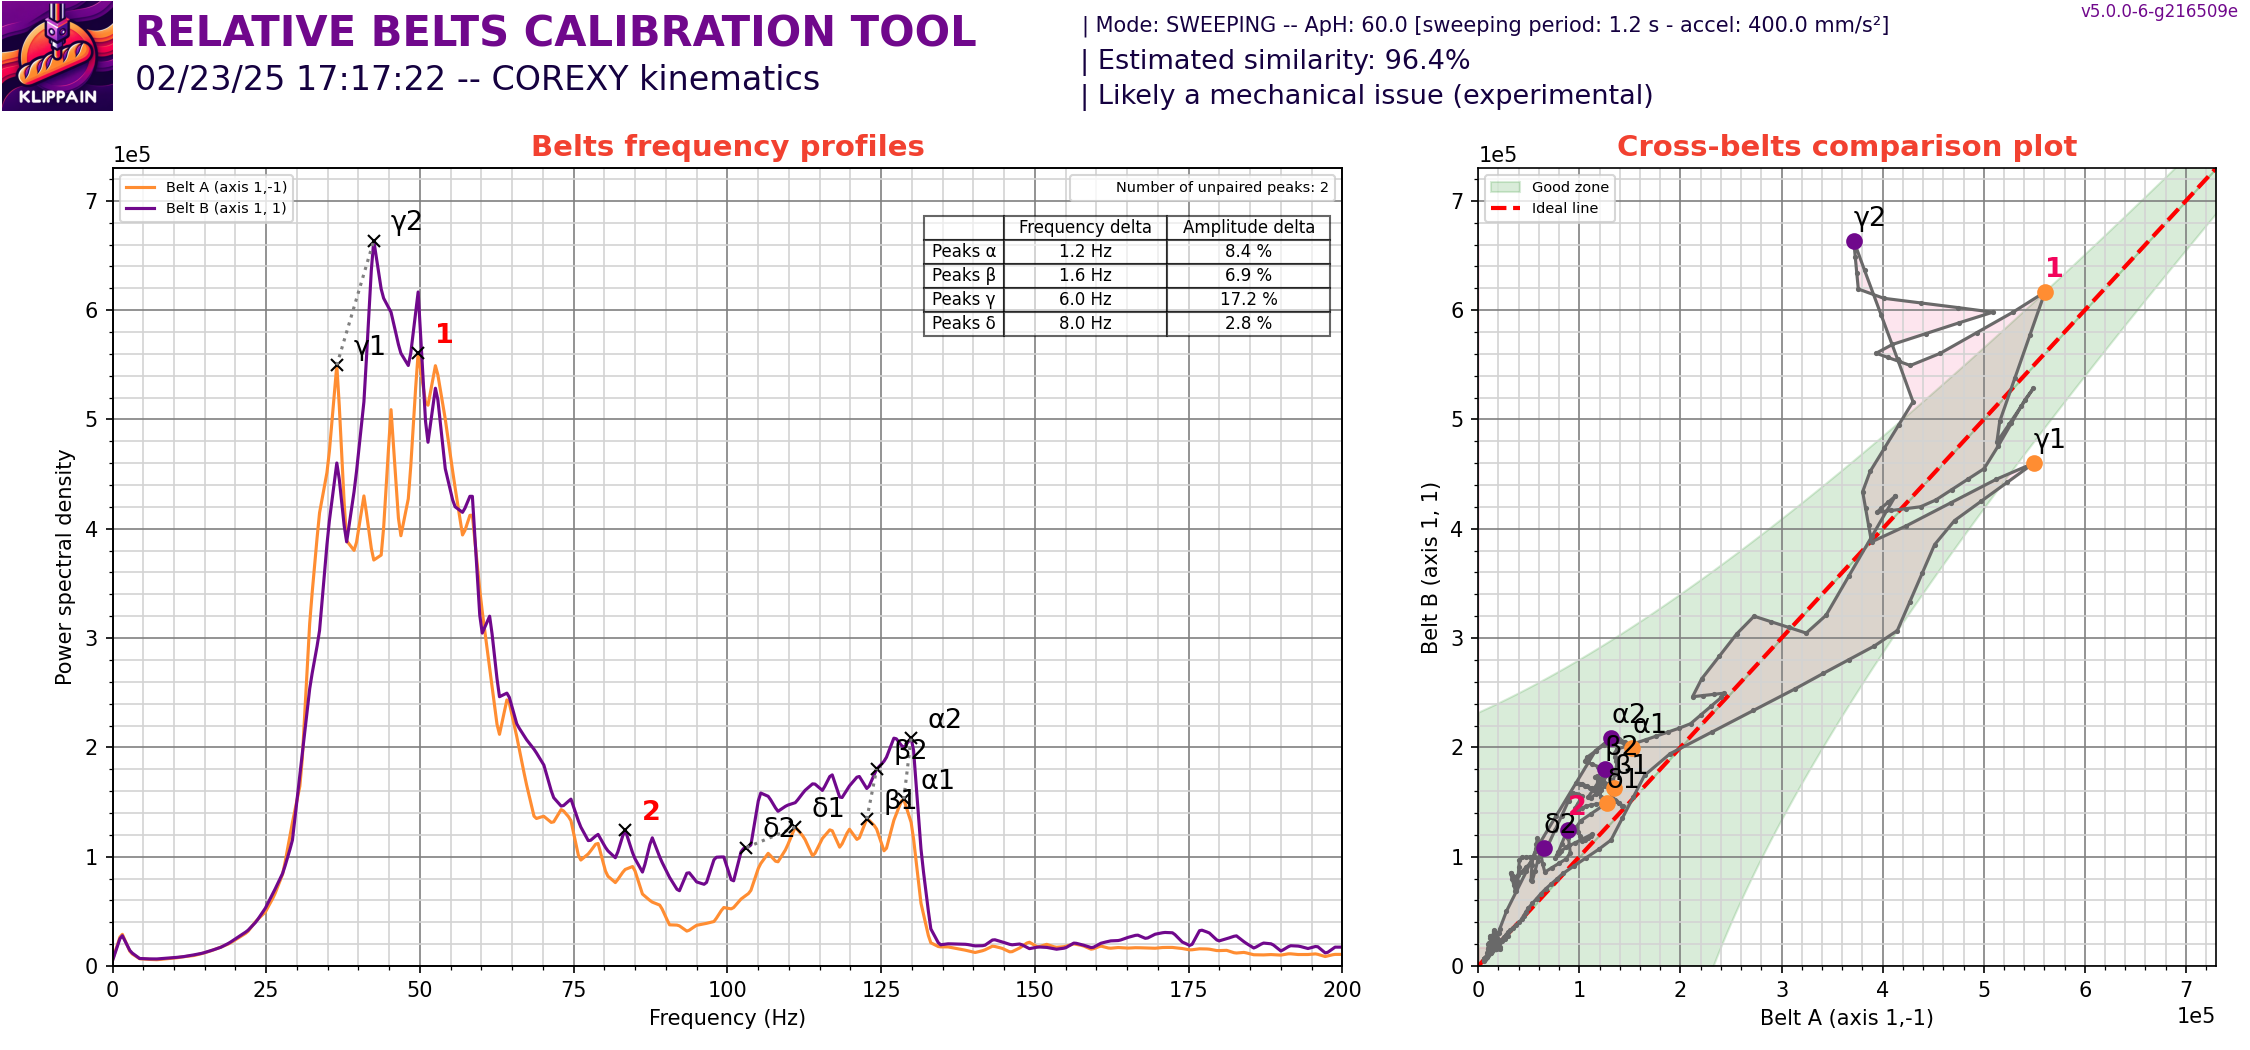 KLIPPAIN
RELATIVE BELTS CALIBRATION TOOL
02/23/25 17:17:22 -- COREXY kinematics
| Mode: SWEEPING -- ApH: 60.0 [sweeping period: 1.2 s - accel: 400.0 mm/s²]
| Estimated similarity: 96.4%
| Likely a mechanical issue (experimental)
v5.0.0-6-g216509e
Belts frequency profiles
1e5
Belt A (axis 1,-1)
Belt B (axis 1, 1)
Number of unpaired peaks: 2
Frequency delta Amplitude delta
Peaks α 1.2 Hz 8.4 %
Peaks β 1.6 Hz 6.9 %
Peaks γ 6.0 Hz 17.2 %
Peaks δ 8.0 Hz 2.8 %
γ2
γ1
1
2
α2
β2
α1
β1
δ1
δ2
7
6
5
4
3
2
1
0
Power spectral density
0 25 50 75 100 125 150 175 200
Frequency (Hz)
Cross-belts comparison plot
1e5
Good zone
Ideal line
γ2
1
γ1
α2
α1
β2
β1
δ1
2
δ2
7
6
5
4
3
2
1
0
Belt B (axis 1, 1)
0 1 2 3 4 5 6 7
Belt A (axis 1,-1)
1e5